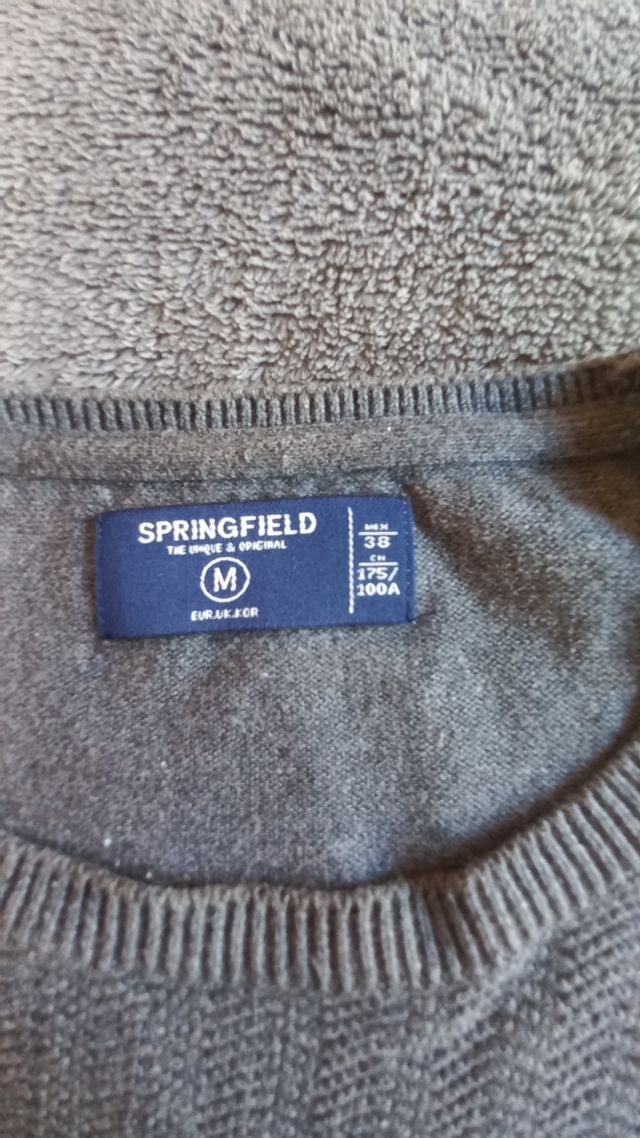 SPRINGFIELD
THE UNIQUE & ORIGINAL
M
EUR.UK.KOR
MEX
38
CN
175/
100A